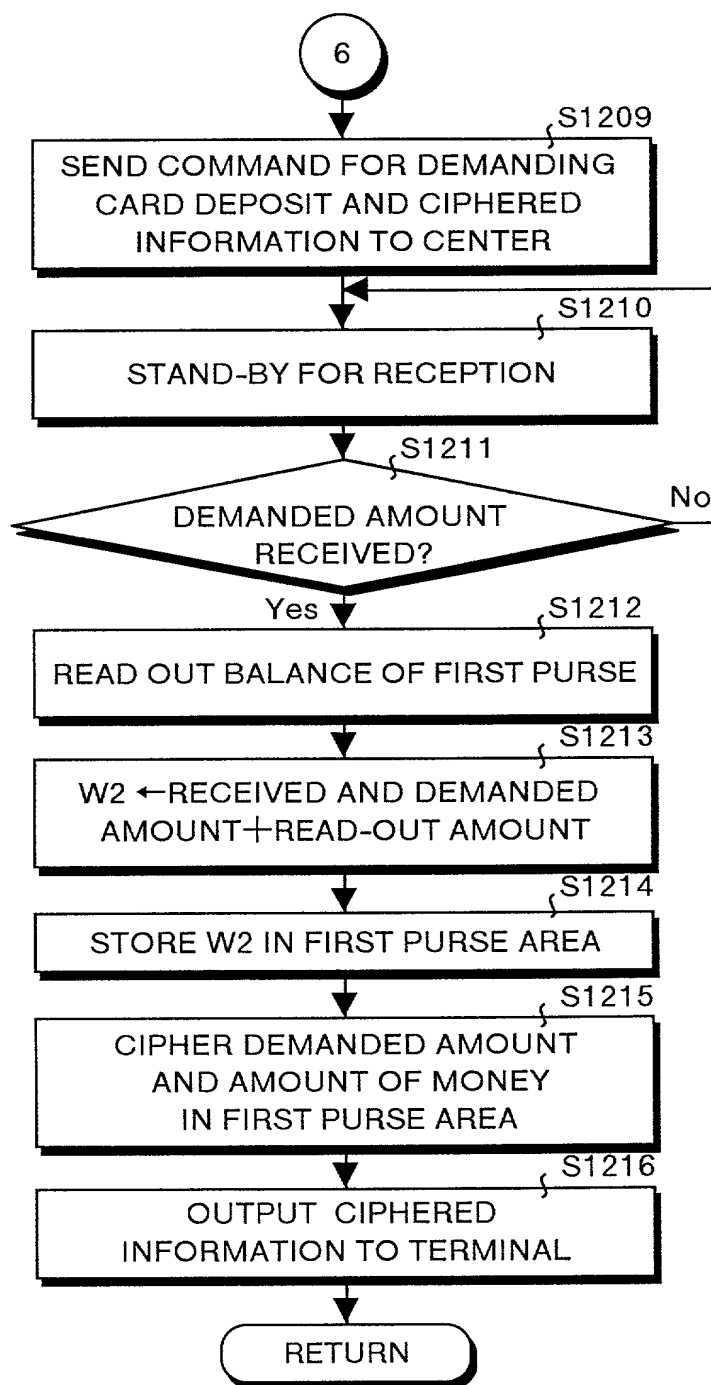 6
S1209
SEND COMMAND FOR DEMANDING
CARD DEPOSIT AND CIPHERED
INFORMATION TO CENTER
S1210
STAND-BY FOR RECEPTION
S1211
DEMANDED AMOUNT
RECEIVED?
No
Yes
S1212
READ OUT BALANCE OF FIRST PURSE
S1213
W2 ←RECEIVED AND DEMANDED
AMOUNT+READ-OUT AMOUNT
S1214
STORE W2 IN FIRST PURSE AREA
S1215
CIPHER DEMANDED AMOUNT
AND AMOUNT OF MONEY
IN FIRST PURSE AREA
S1216
OUTPUT CIPHERED
INFORMATION TO TERMINAL
RETURN